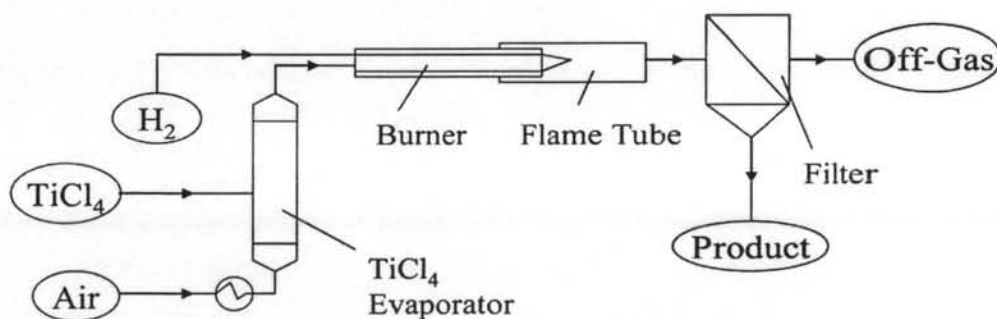 Off-Gas
H₂
Burner
Flame Tube
Filter
TiCl₄
Product
Air
TiCl₄
Evaporator